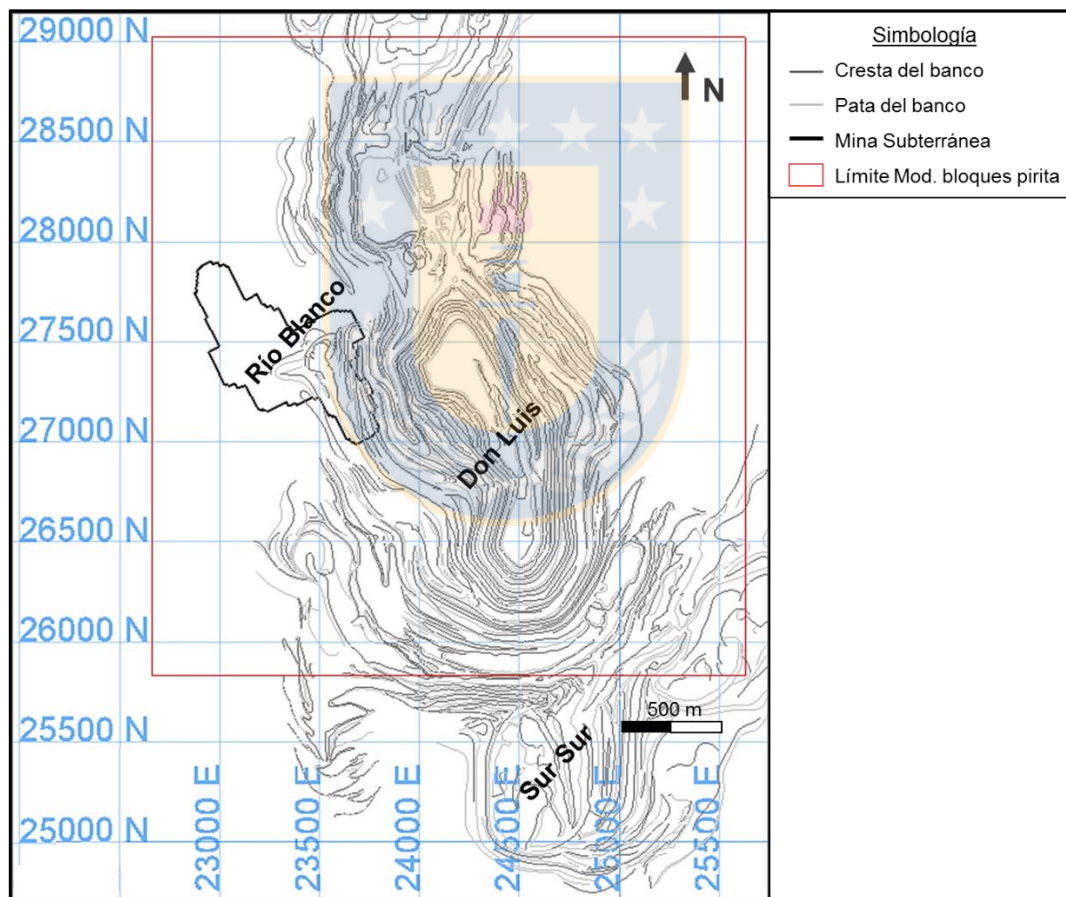 29000 N
28500 N
28000 N
27500 N
27000 N
26500 N
26000 N
25500 N
25000 N
23000 E
23500 E
24000 E
24500 E
25000 E
25500 E
N
Río Blanco
Don Luis
Sur Sur
500 m
Simbología
Cresta del banco
Pata del banco
Mina Subterránea
Límite Mod. bloques pirita